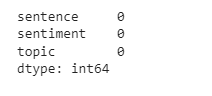 sentence     0
sentiment    0
topic        0
dtype: int64